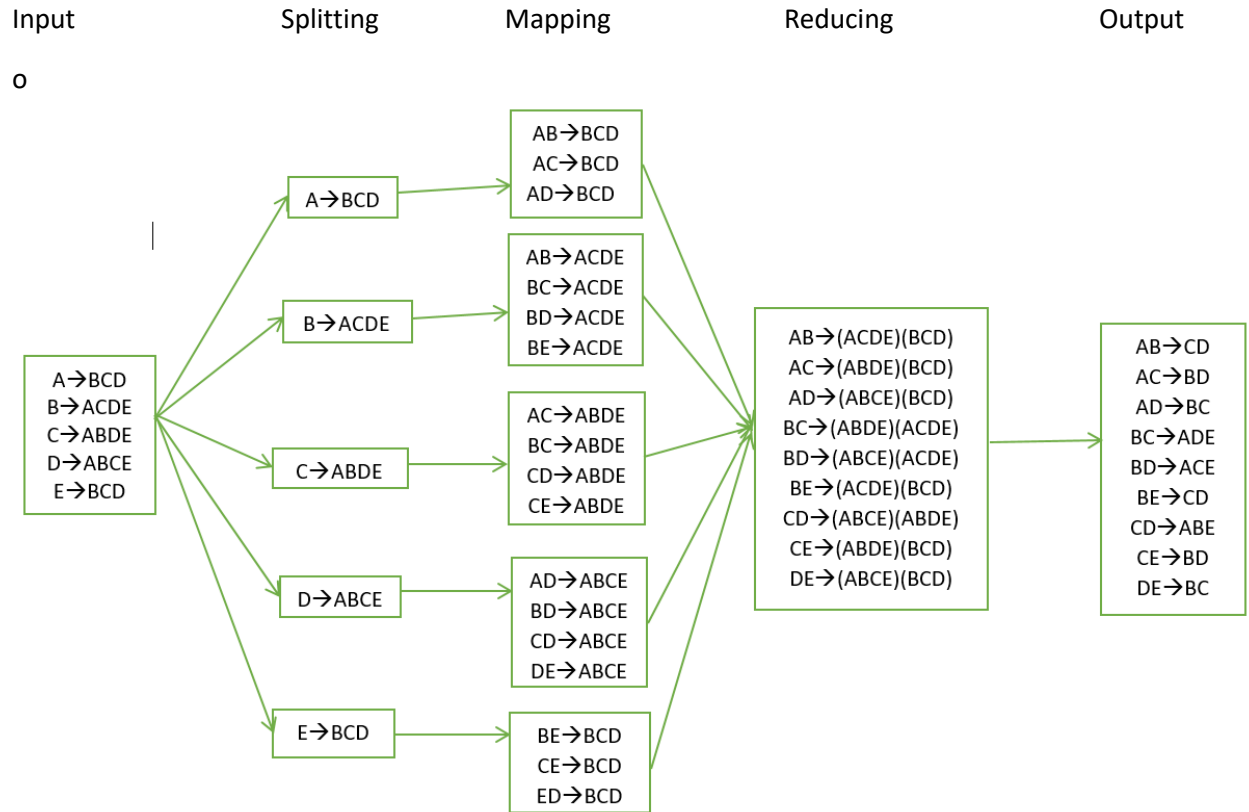 Input Splitting Mapping Reducing Output
o
A→BCD
B→ACDE
C→ABDE
D→ABCE
E→BCD
A→BCD
B→ACDE
C→ABDE
D→ABCE
E→BCD
AB→BCD
AC→BCD
AD→BCD
AB→ACDE
BC→ACDE
BD→ACDE
BE→ACDE
AC→ABDE
BC→ABDE
CD→ABDE
CE→ABDE
AD→ABCE
BD→ABCE
CD→ABCE
DE→ABCE
BE→BCD
CE→BCD
ED→BCD
AB→(ACDE)(BCD)
AC→(ABDE)(BCD)
AD→(ABCE)(BCD)
BC→(ABDE)(ACDE)
BD→(ABCE)(ACDE)
BE→(ACDE)(BCD)
CD→(ABCE)(ABDE)
CE→(ABDE)(BCD)
DE→(ABCE)(BCD)
AB→CD
AC→BD
AD→BC
BC→ADE
BD→ACE
BE→CD
CD→ABE
CE→BD
DE→BC